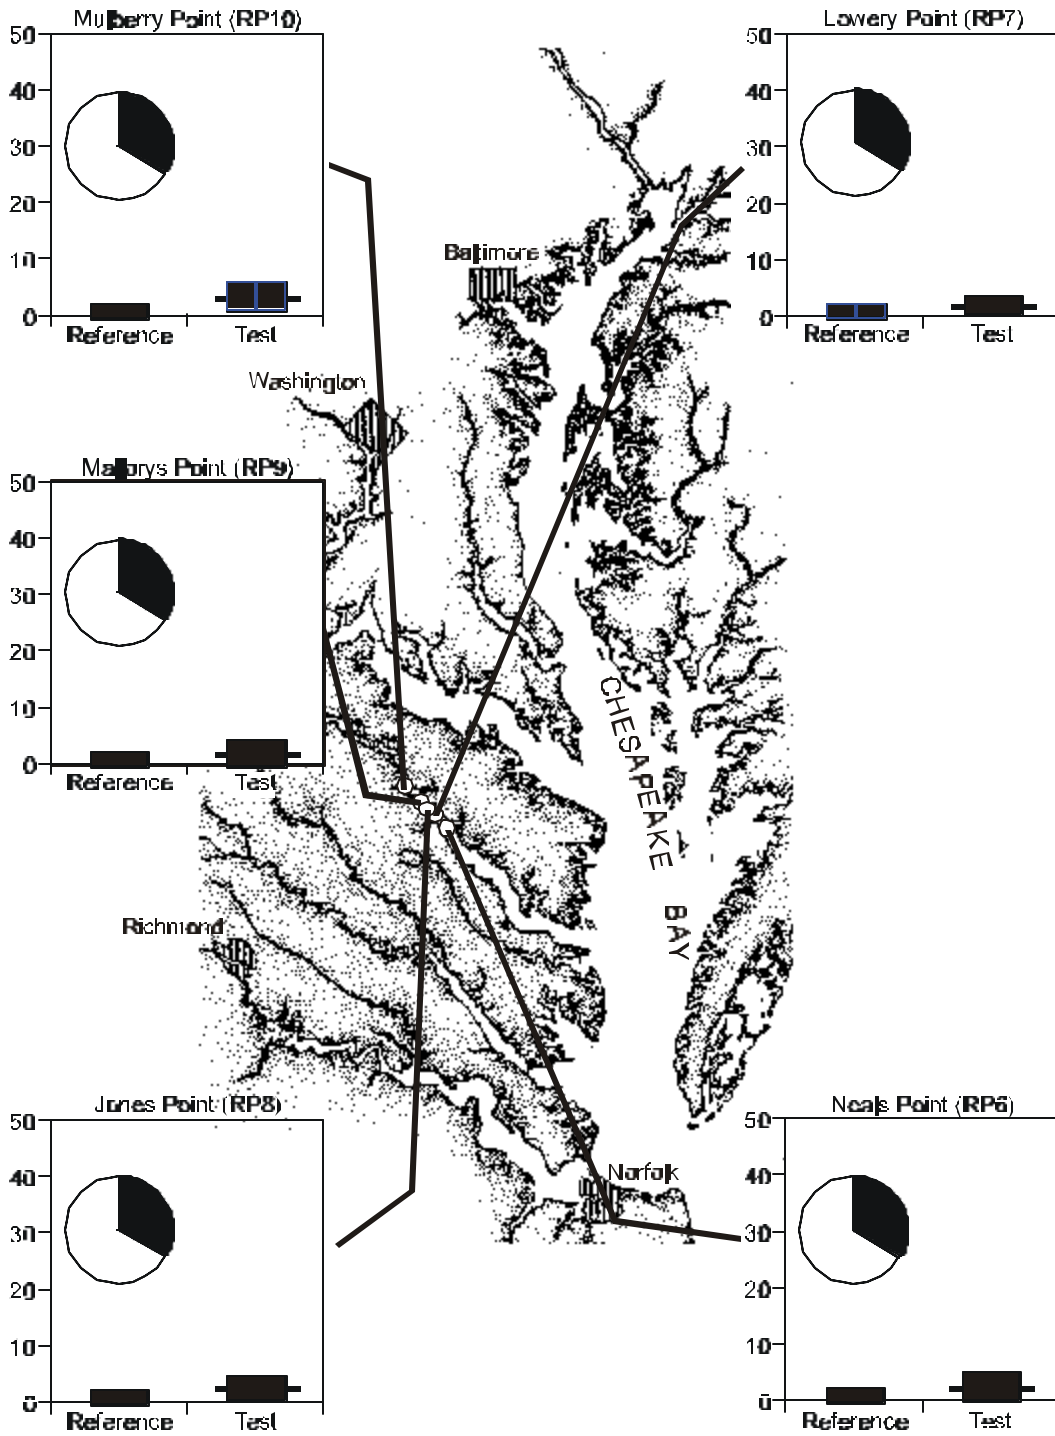 Mulberry Point (RP10)
50
40
30
20
10
0
Reference Test
Lowery Point (RP7)
50
40
30
20
10
0
Reference Test
Baltimore
Washington
Mallorys Point (RP9)
50
40
30
20
10
0
Reference Test
CHESAPEAKE
BAY
Richmond
Norfolk
Jones Point (RP8)
50
40
30
20
10
0
Reference Test
Neals Point (RP6)
50
40
30
20
10
0
Reference Test